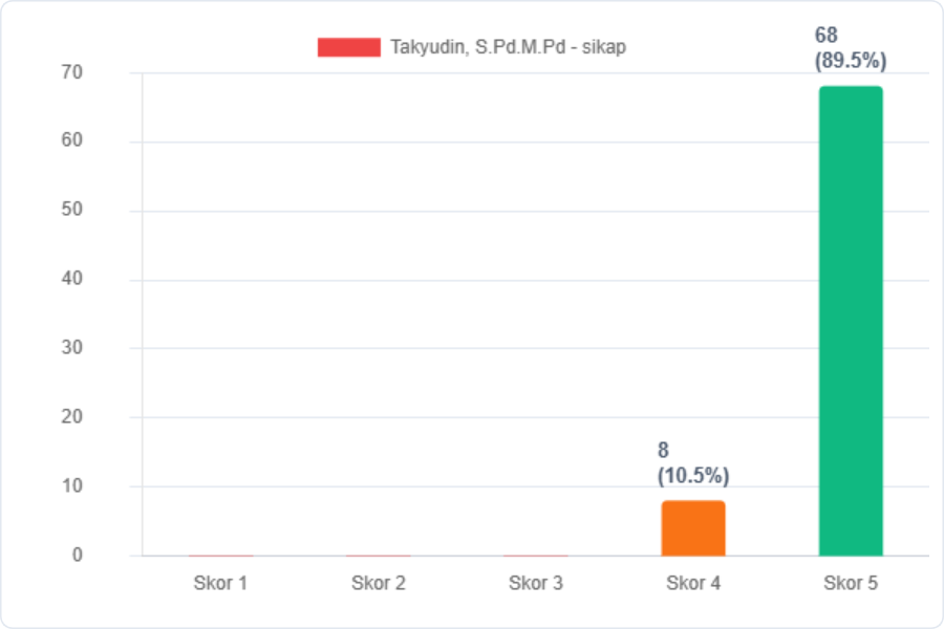 Takyudin, S.Pd.M.Pd - sikap
68
(89.5%)
70
60
50
40
30
20
10
0
8
(10.5%)
Skor 1
Skor 2
Skor 3
Skor 4
Skor 5